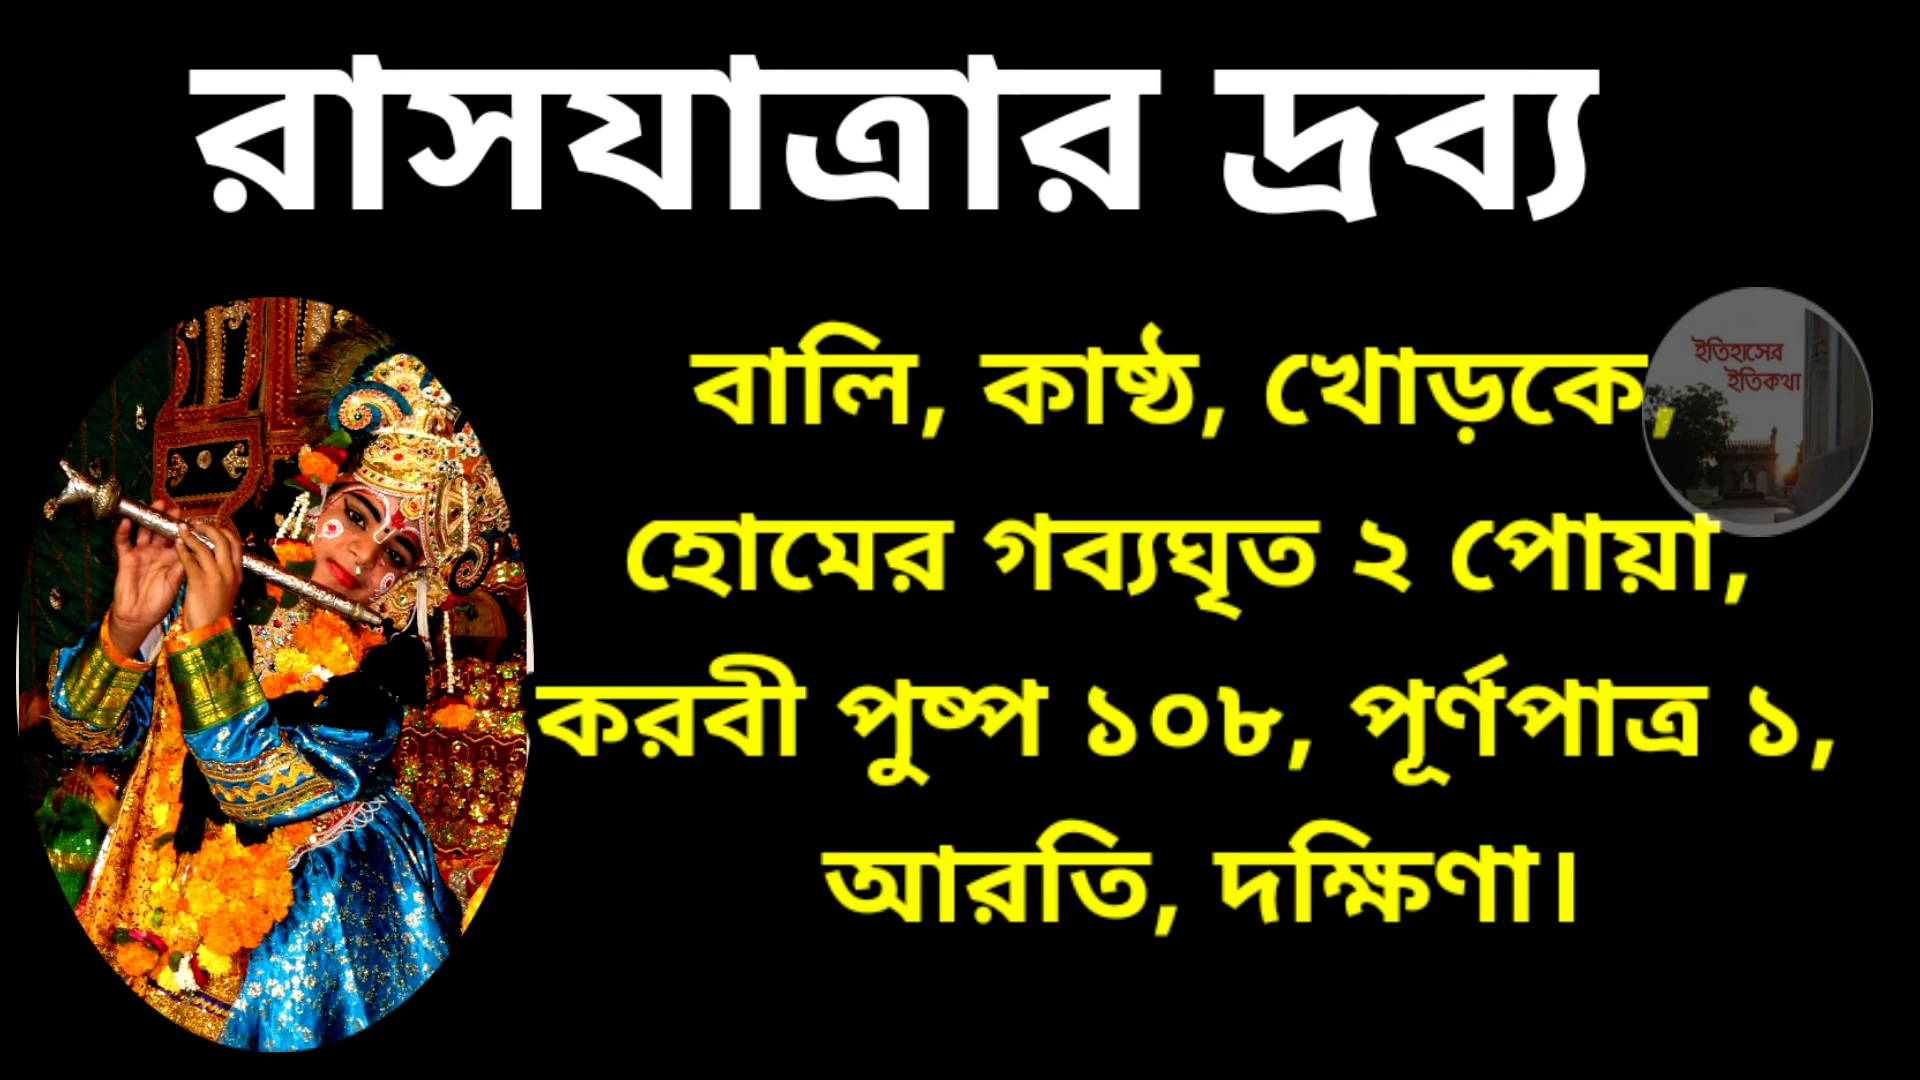 রাসযাত্রার দ্রব্য
বালি, কাষ্ঠ, খোড়কে,
হোমের গব্যঘৃত ২ পোয়া,
করবী পুষ্প ১০৮, পূর্ণপাত্র ১,
আরতি, দক্ষিণা।
ইতিহাসের
ইতিকথা